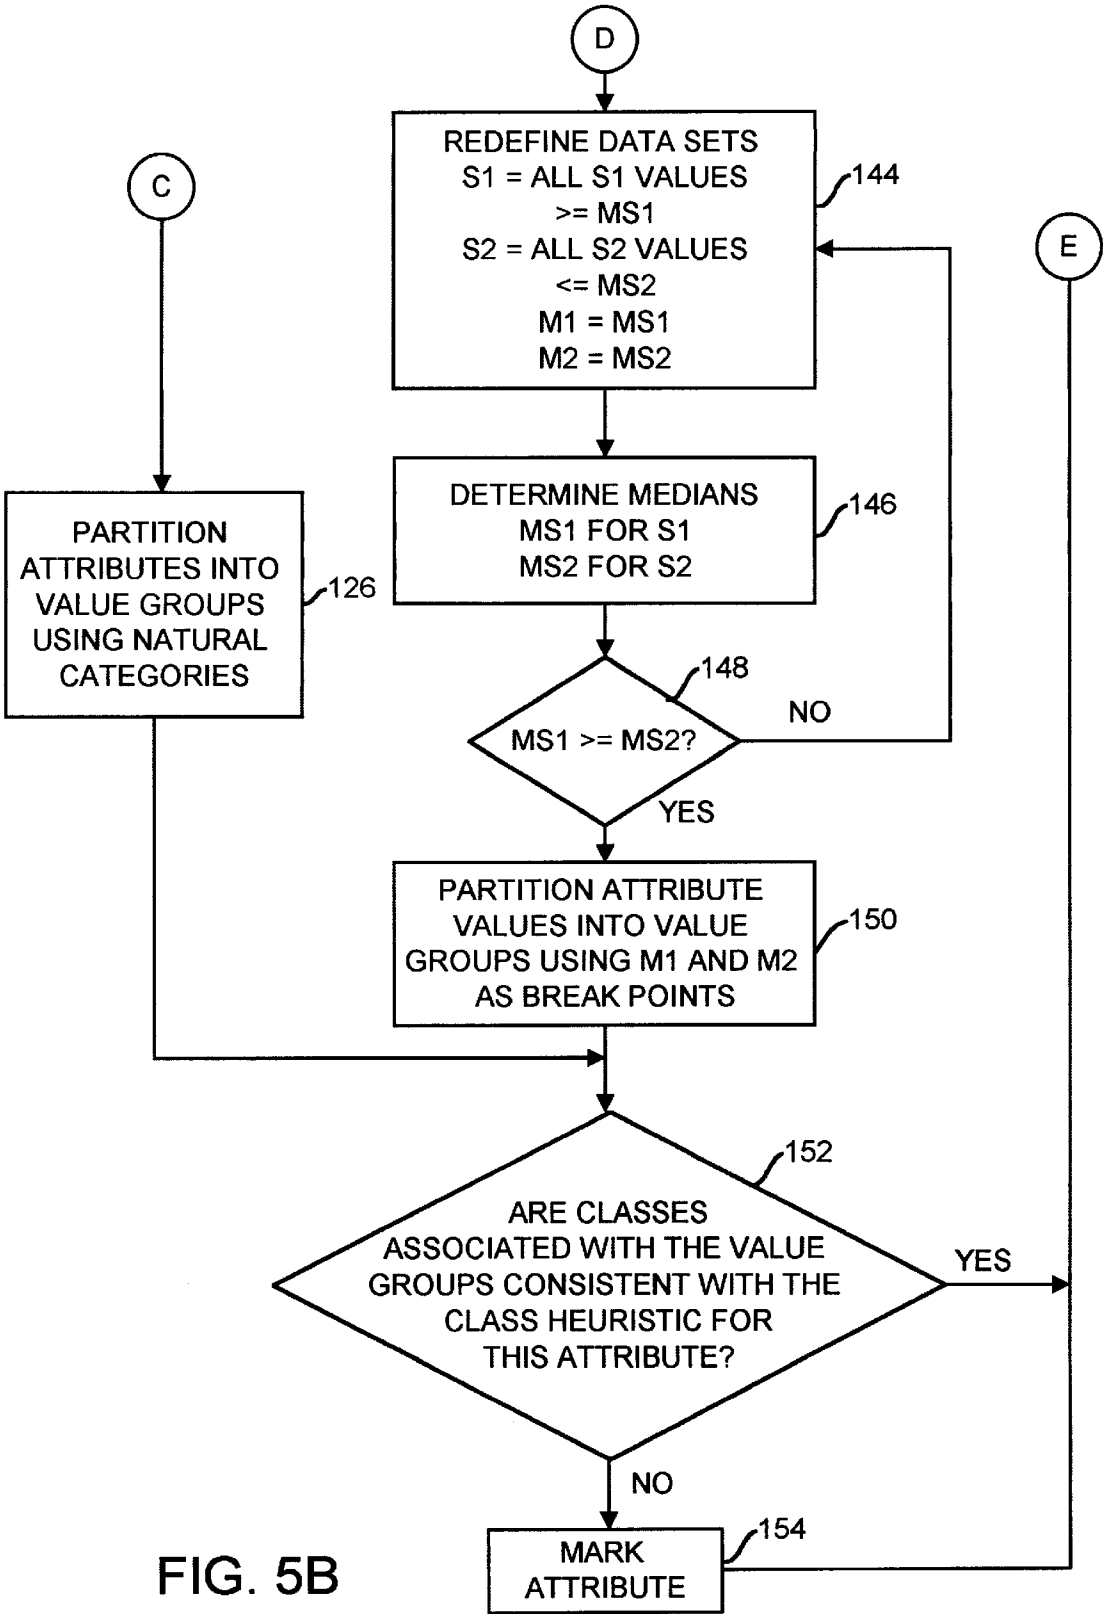 D
REDEFINE DATA SETS
S1 = ALL S1 VALUES
>= MS1
S2 = ALL S2 VALUES
<= MS2
M1 = MS1
M2 = MS2
144
C
E
DETERMINE MEDIANS
MS1 FOR S1
MS2 FOR S2
146
PARTITION
ATTRIBUTES INTO
VALUE GROUPS
USING NATURAL
CATEGORIES
126
148
MS1 >= MS2?
NO
YES
PARTITION ATTRIBUTE
VALUES INTO VALUE
GROUPS USING M1 AND M2
AS BREAK POINTS
150
152
ARE CLASSES
ASSOCIATED WITH THE VALUE
GROUPS CONSISTENT WITH THE
CLASS HEURISTIC FOR
THIS ATTRIBUTE?
YES
NO
MARK
ATTRIBUTE
154
FIG. 5B